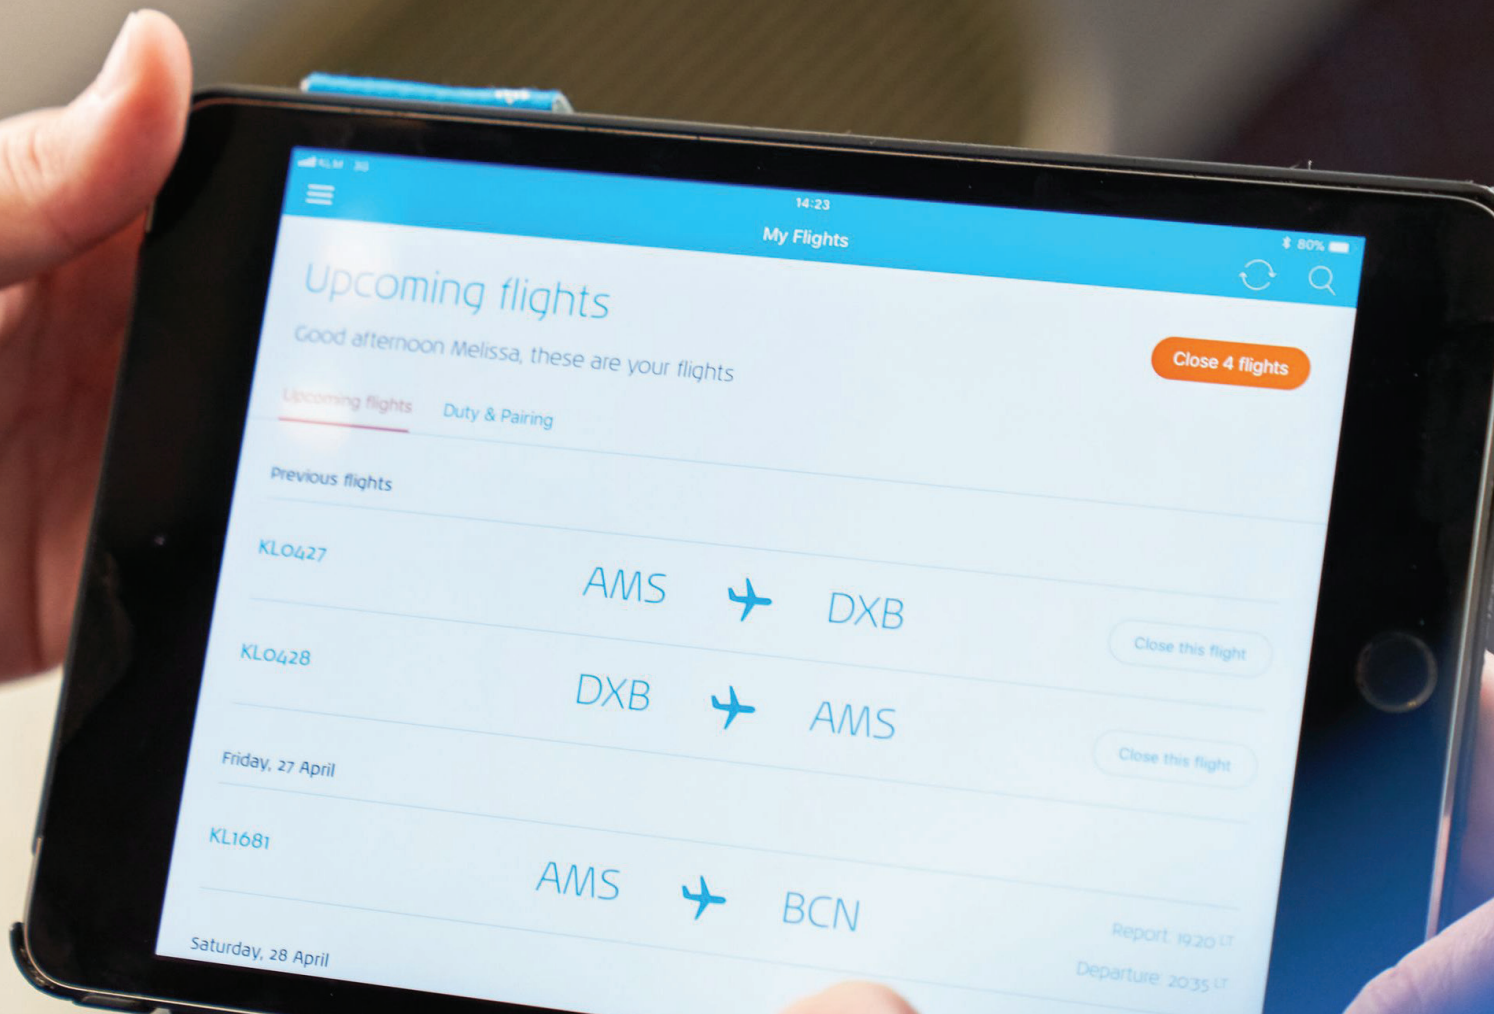 KLM 3G
14:23
80%
My Flights
Upcoming flights
Good afternoon Melissa, these are your flights
Close 4 flights
Upcoming flights
Duty & Pairing
Previous flights
KL0427
AMS
DXB
Close this flight
KL0428
DXB
AMS
Close this flight
Friday, 27 April
KL1681
AMS
BCN
Report: 1920 LT
Departure: 2035 LT
Saturday, 28 April